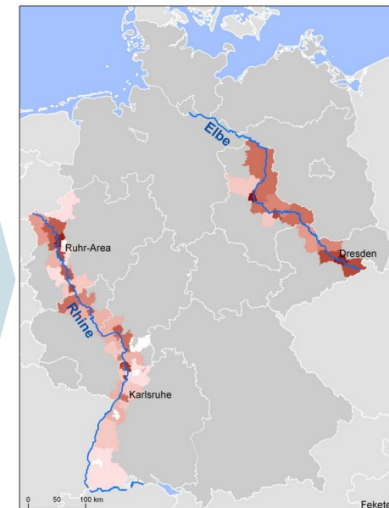 Elbe
Dresden
Ruhr-Area
Rhine
Karlsruhe
0 50 100 km
Fekete